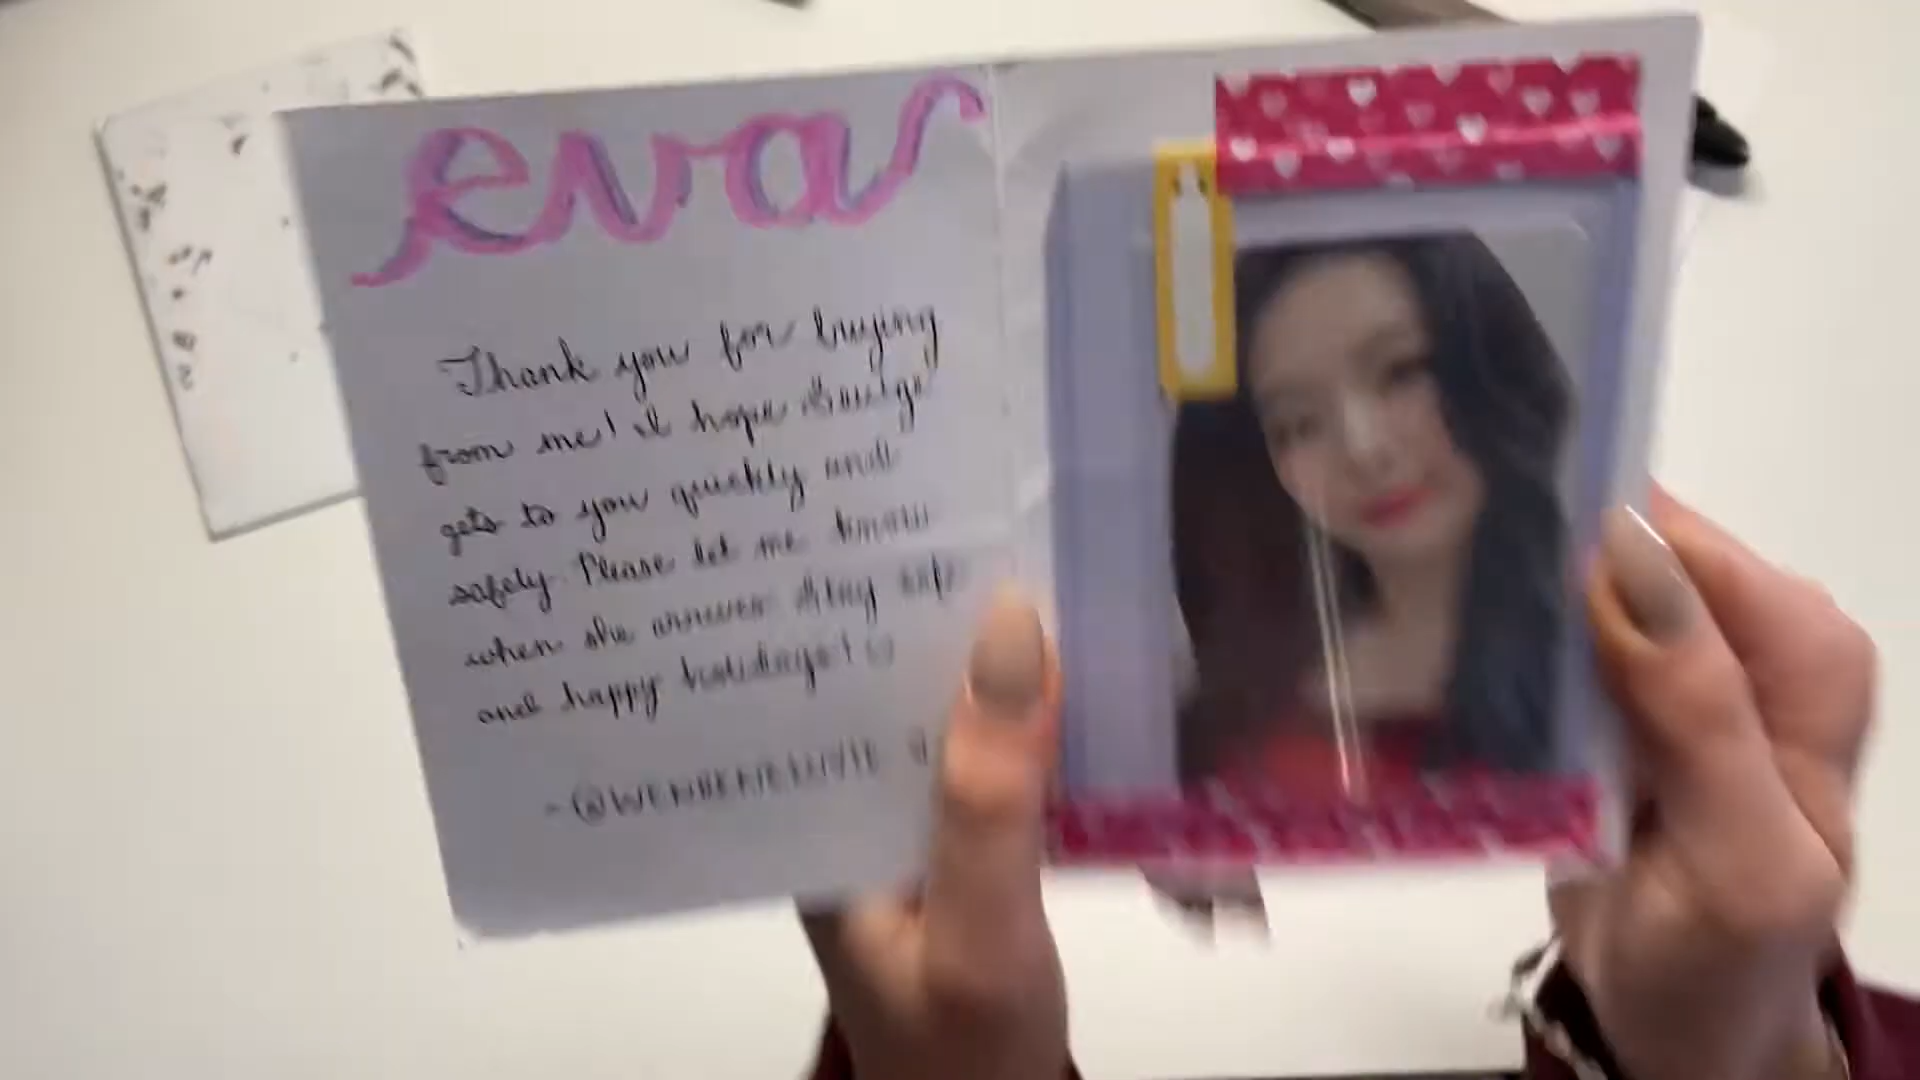 eva
Thank you for buying
from me! I hope
gets to you quickly and
safely. Please let me know
when she arrives. Stay safe
and happy holidays!